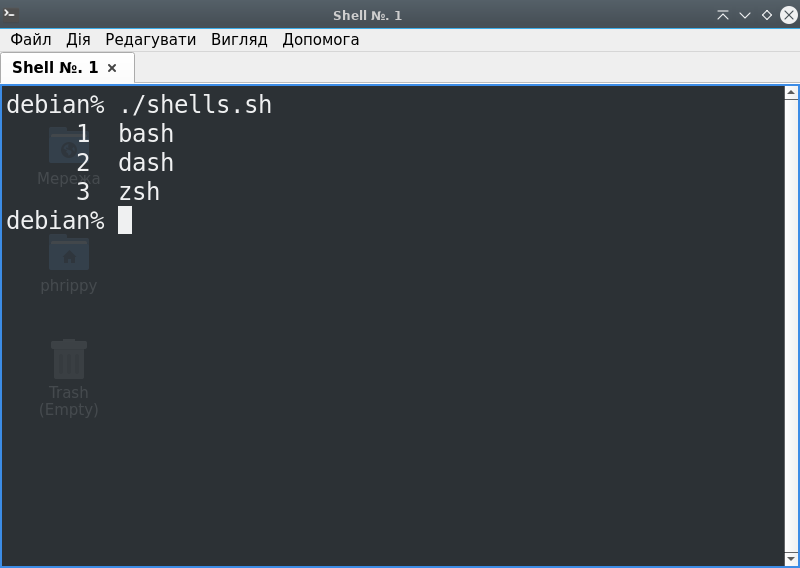 Shell №. 1
Файл Дія Редагувати Вигляд Допомога
Shell №. 1
debian% ./shells.sh
1 bash
2 dash
3 zsh
debian%
Мережа
phrippy
Trash
(Empty)